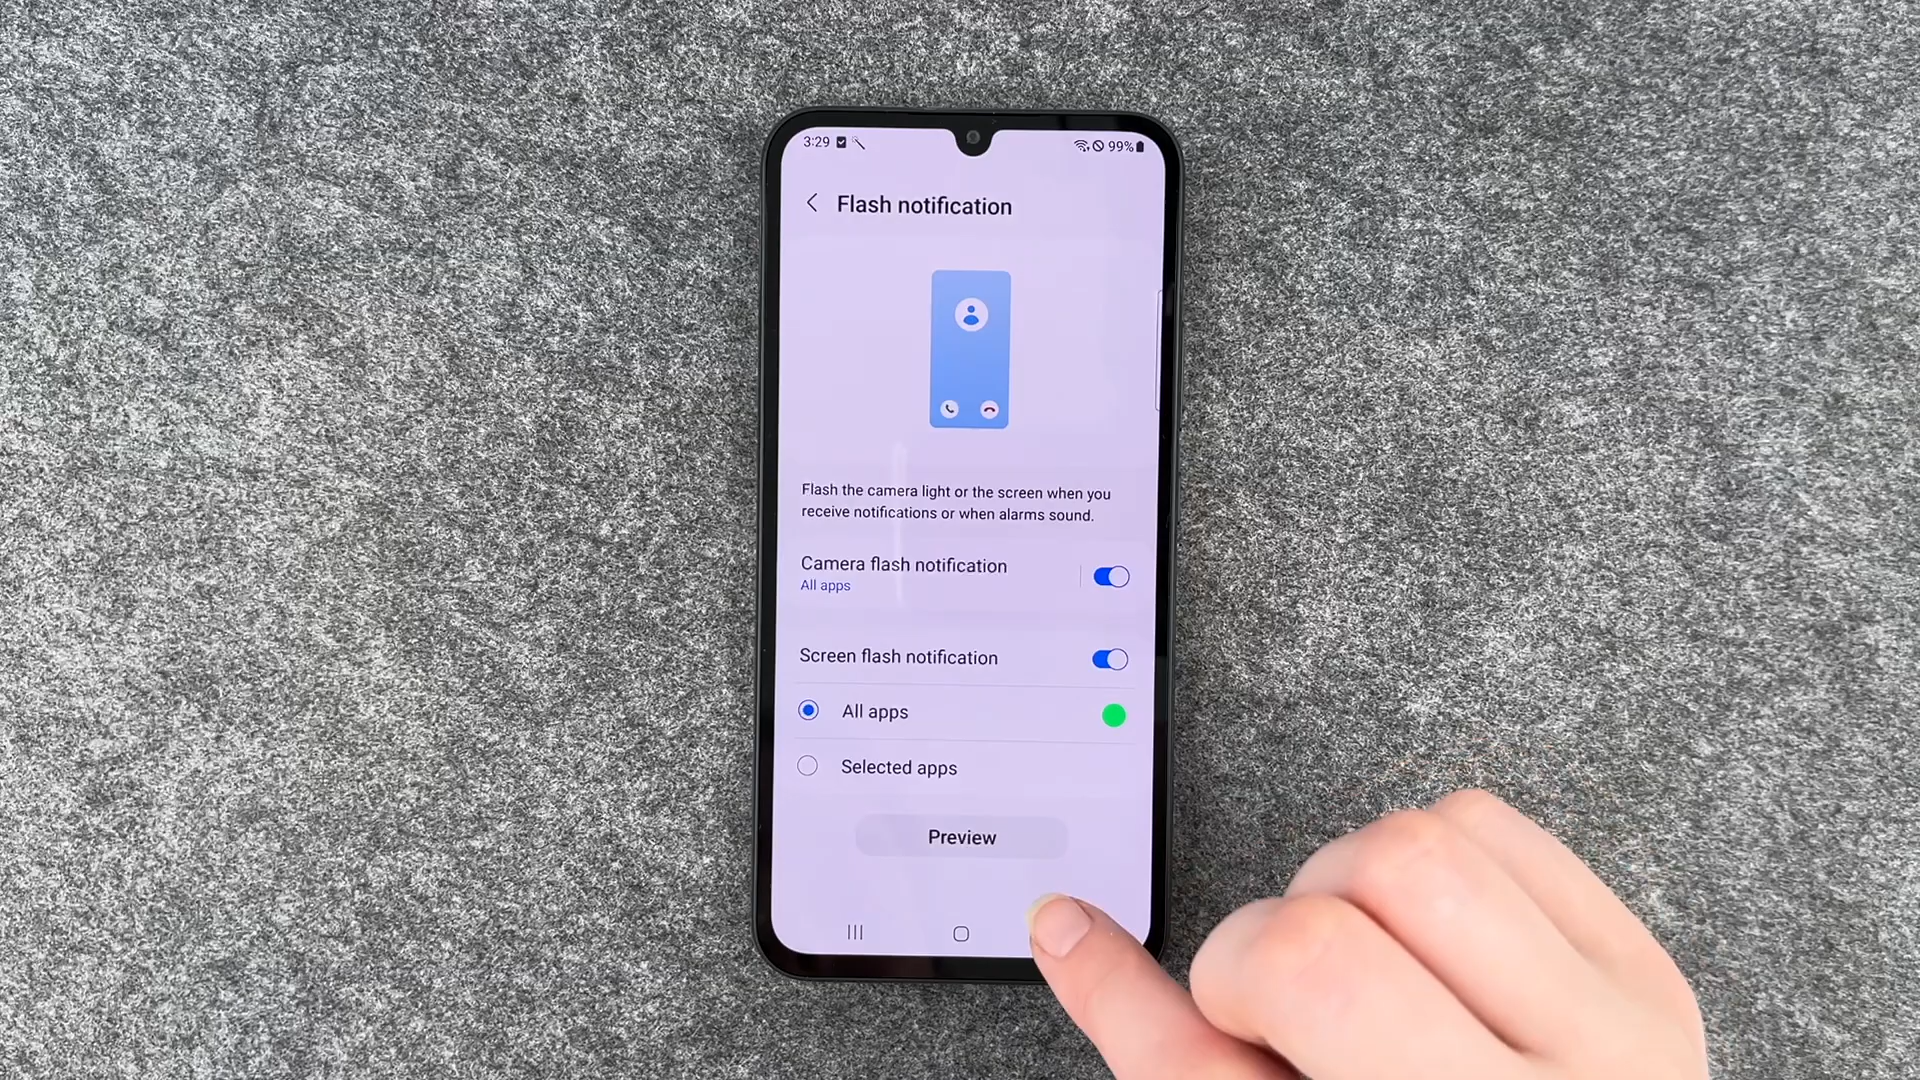 3:29
99%
Flash notification
Flash the camera light or the screen when you
receive notifications or when alarms sound.
Camera flash notification
All apps
Screen flash notification
All apps
Selected apps
Preview